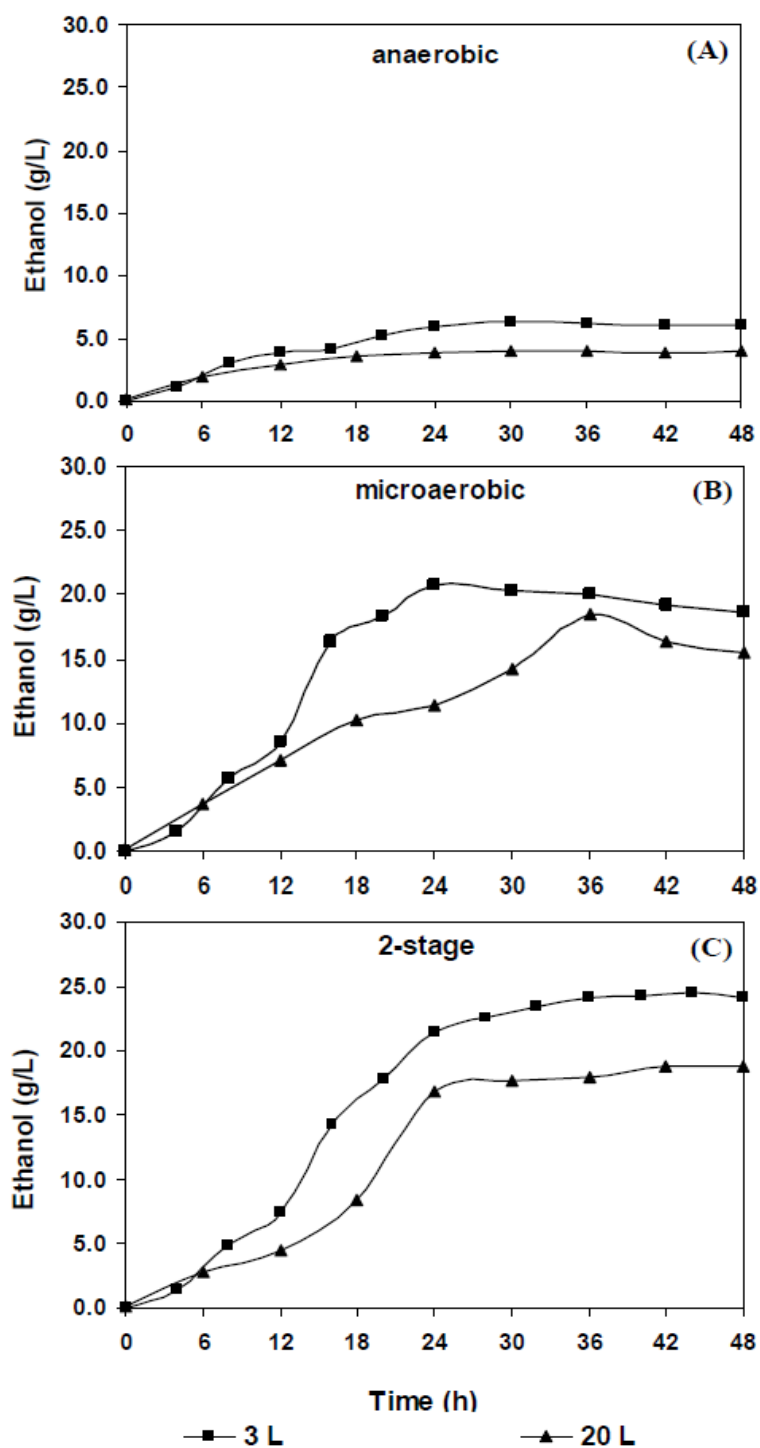 30.0
anaerobic
(A)
25.0
20.0
15.0
10.0
5.0
0.0
Ethanol (g/L)
0 6 12 18 24 30 36 42 48
30.0
microaerobic
(B)
25.0
20.0
15.0
10.0
5.0
0.0
Ethanol (g/L)
0 6 12 18 24 30 36 42 48
30.0
2-stage
(C)
25.0
20.0
15.0
10.0
5.0
0.0
Ethanol (g/L)
0 6 12 18 24 30 36 42 48
Time (h)
3 L 20 L